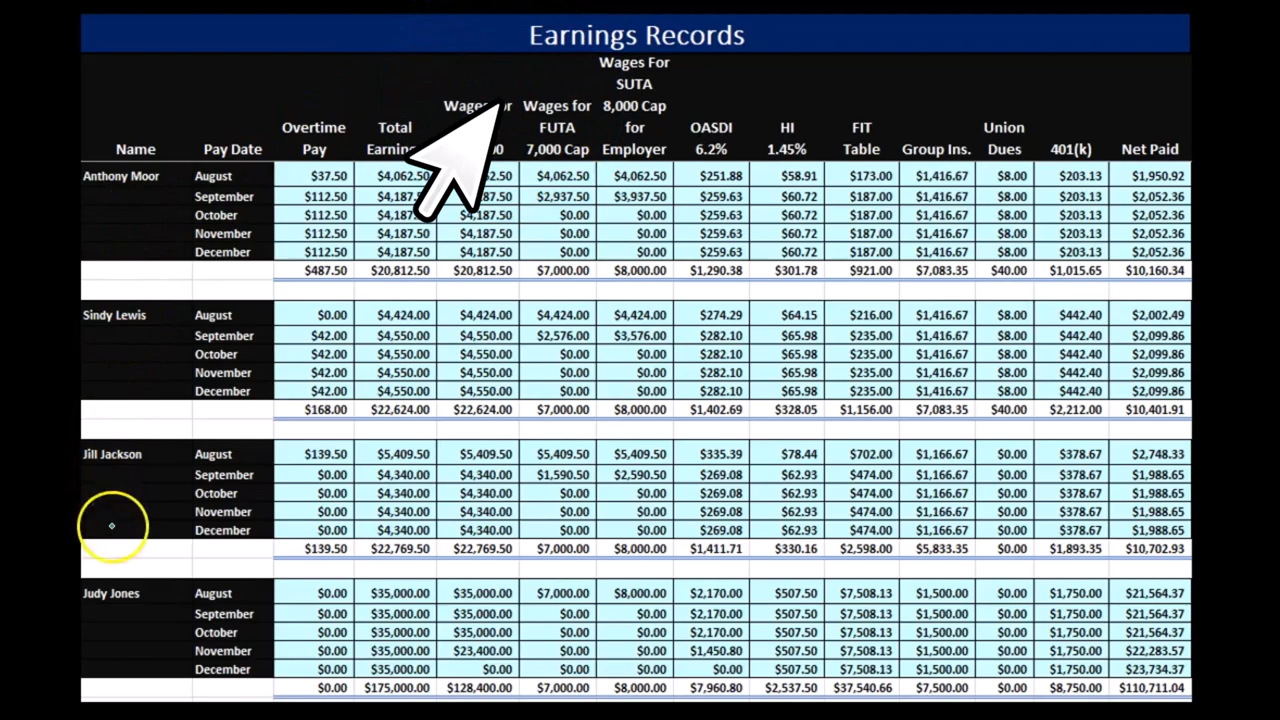 Earnings Records
Wages For
SUTA
Wages Wages for 8,000 Cap
Overtime Total FUTA for OASDI HI FIT Union
Name Pay Date Pay 7,000 Cap Employer 6.2% 1.45% Table Group Ins. Dues 401(k) Net Paid
Anthony Moor August $37.50 $4,062.50 $4,062.50 $4,062.50 $251.88 $58.91 $173.00 $1,416.67 $8.00 $203.13 $1,950.92
September $112.50 $2,937.50 $3,937.50 $259.63 $60.72 $187.00 $1,416.67 $8.00 $203.13 $2,052.36
October $112.50 $4,187.50 $0.00 $0.00 $259.63 $60.72 $187.00 $1,416.67 $8.00 $203.13 $2,052.36
November $112.50 $4,187.50 $4,187.50 $0.00 $0.00 $259.63 $60.72 $187.00 $1,416.67 $8.00 $203.13 $2,052.36
December $112.50 $4,187.50 $4,187.50 $0.00 $0.00 $259.63 $60.72 $187.00 $1,416.67 $8.00 $203.13 $2,052.36
$487.50 $20,812.50 $20,812.50 $7,000.00 $8,000.00 $1,290.38 $301.78 $921.00 $7,083.35 $40.00 $1,015.65 $10,160.34
Sindy Lewis August $0.00 $4,424.00 $4,424.00 $4,424.00 $4,424.00 $274.29 $64.15 $216.00 $1,416.67 $8.00 $442.40 $2,002.49
September $42.00 $4,550.00 $4,550.00 $2,576.00 $3,576.00 $282.10 $65.98 $235.00 $1,416.67 $8.00 $442.40 $2,099.86
October $42.00 $4,550.00 $4,550.00 $0.00 $0.00 $282.10 $65.98 $235.00 $1,416.67 $8.00 $442.40 $2,099.86
November $42.00 $4,550.00 $4,550.00 $0.00 $0.00 $282.10 $65.98 $235.00 $1,416.67 $8.00 $442.40 $2,099.86
December $42.00 $4,550.00 $4,550.00 $0.00 $0.00 $282.10 $65.98 $235.00 $1,416.67 $8.00 $442.40 $2,099.86
$168.00 $22,624.00 $22,624.00 $7,000.00 $8,000.00 $1,402.69 $328.05 $1,156.00 $7,083.35 $40.00 $2,212.00 $10,401.91
Jill Jackson August $139.50 $5,409.50 $5,409.50 $5,409.50 $5,409.50 $335.39 $78.44 $702.00 $1,166.67 $0.00 $378.67 $2,748.33
September $0.00 $4,340.00 $4,340.00 $1,590.50 $2,590.50 $269.08 $62.93 $474.00 $1,166.67 $0.00 $378.67 $1,988.65
October $0.00 $4,340.00 $4,340.00 $0.00 $0.00 $269.08 $62.93 $474.00 $1,166.67 $0.00 $378.67 $1,988.65
November $0.00 $4,340.00 $4,340.00 $0.00 $0.00 $269.08 $62.93 $474.00 $1,166.67 $0.00 $378.67 $1,988.65
December $0.00 $4,340.00 $4,340.00 $0.00 $0.00 $269.08 $62.93 $474.00 $1,166.67 $0.00 $378.67 $1,988.65
$139.50 $22,769.50 $22,769.50 $7,000.00 $8,000.00 $1,411.71 $330.16 $2,598.00 $5,833.35 $0.00 $1,893.35 $10,702.93
Judy Jones August $0.00 $35,000.00 $35,000.00 $7,000.00 $8,000.00 $2,170.00 $507.50 $7,508.13 $1,500.00 $0.00 $1,750.00 $21,564.37
September $0.00 $35,000.00 $35,000.00 $0.00 $0.00 $2,170.00 $507.50 $7,508.13 $1,500.00 $0.00 $1,750.00 $21,564.37
October $0.00 $35,000.00 $35,000.00 $0.00 $0.00 $2,170.00 $507.50 $7,508.13 $1,500.00 $0.00 $1,750.00 $21,564.37
November $0.00 $35,000.00 $23,400.00 $0.00 $0.00 $1,450.80 $507.50 $7,508.13 $1,500.00 $0.00 $1,750.00 $22,283.57
December $0.00 $35,000.00 $0.00 $0.00 $0.00 $0.00 $507.50 $7,508.13 $1,500.00 $0.00 $1,750.00 $23,734.37
$0.00 $175,000.00 $128,400.00 $7,000.00 $8,000.00 $7,960.80 $2,537.50 $37,540.66 $7,500.00 $0.00 $8,750.00 $110,711.04